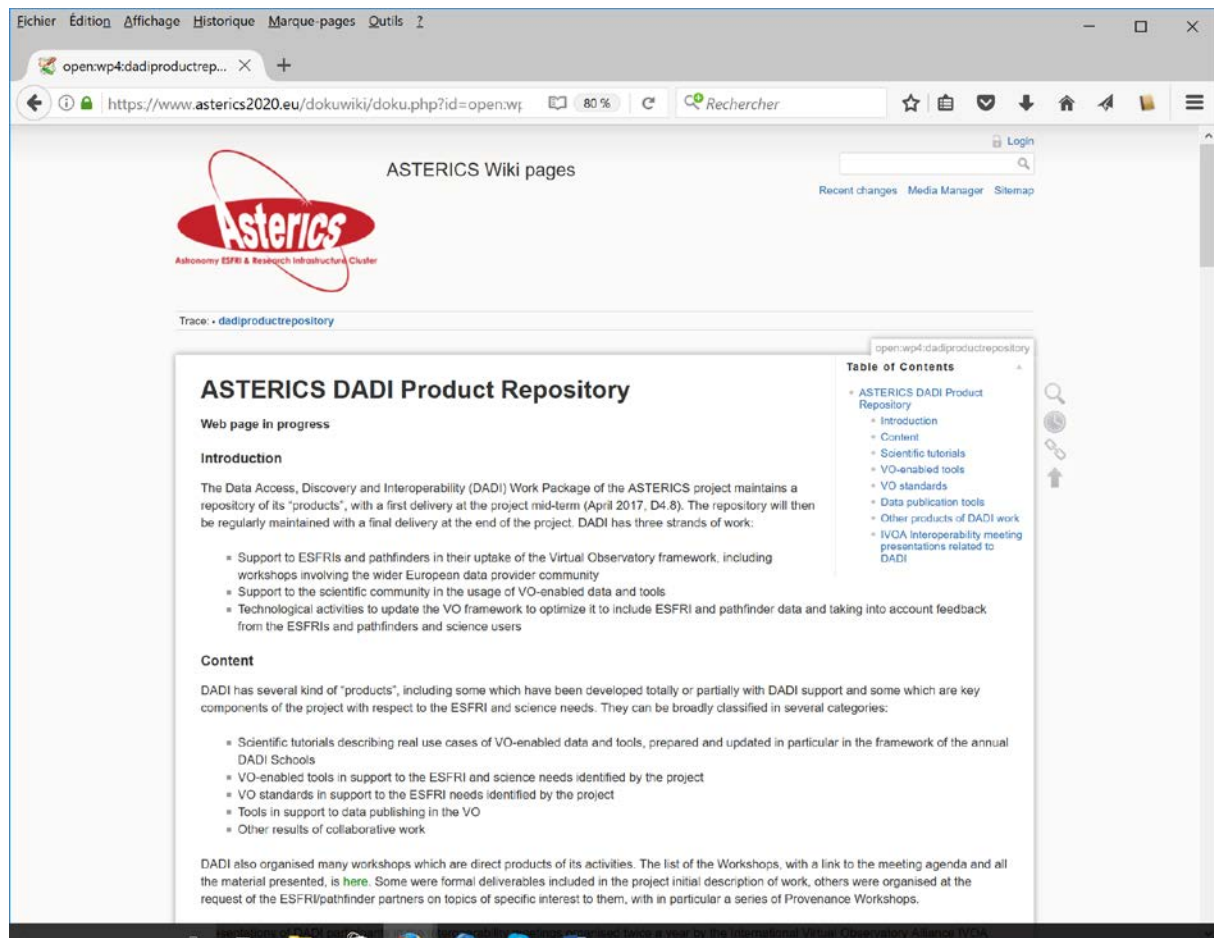 Fichier Édition Affichage Historique Marque-pages Outils ?
open:wp4:dadiproductrep...
https://www.asterics2020.eu/dokuwiki/doku.php?id=open:wp
80 %
Rechercher
Login
ASTERICS Wiki pages
Recent changes Media Manager Sitemap
Asterics
Astronomy ESFRI & Research Infrastructure Cluster
Trace: • dadiproductrepository
open:wp4:dadiproductrepository
Table of Contents
ASTERICS DADI Product
Repository
Introduction
Content
Scientific tutorials
VO-enabled tools
VO standards
Data publication tools
Other products of DADI work
IVOA Interoperability meeting
presentations related to
DADI
ASTERICS DADI Product Repository
Web page in progress
Introduction
The Data Access, Discovery and Interoperability (DADI) Work Package of the ASTERICS project maintains a
repository of its "products", with a first delivery at the project mid-term (April 2017, D4.8). The repository will then
be regularly maintained with a final delivery at the end of the project. DADI has three strands of work:
Support to ESFRIs and pathfinders in their uptake of the Virtual Observatory framework, including
workshops involving the wider European data provider community
Support to the scientific community in the usage of VO-enabled data and tools
Technological activities to update the VO framework to optimize it to include ESFRI and pathfinder data and taking into account feedback
from the ESFRIs and pathfinders and science users
Content
DADI has several kind of "products", including some which have been developed totally or partially with DADI support and some which are key
components of the project with respect to the ESFRI and science needs. They can be broadly classified in several categories:
Scientific tutorials describing real use cases of VO-enabled data and tools, prepared and updated in particular in the framework of the annual
DADI Schools
VO-enabled tools in support to the ESFRI and science needs identified by the project
VO standards in support to the ESFRI needs identified by the project
Tools in support to data publishing in the VO
Other results of collaborative work
DADI also organised many workshops which are direct products of its activities. The list of the Workshops, with a link to the meeting agenda and all
the material presented, is here. Some were formal deliverables included in the project initial description of work, others were organised at the
request of the ESFRI/pathfinder partners on topics of specific interest to them, with in particular a series of Provenance Workshops.
of DADI interoperability meetings organised twice a year by the International Virtual Observatory Alliance IVOA